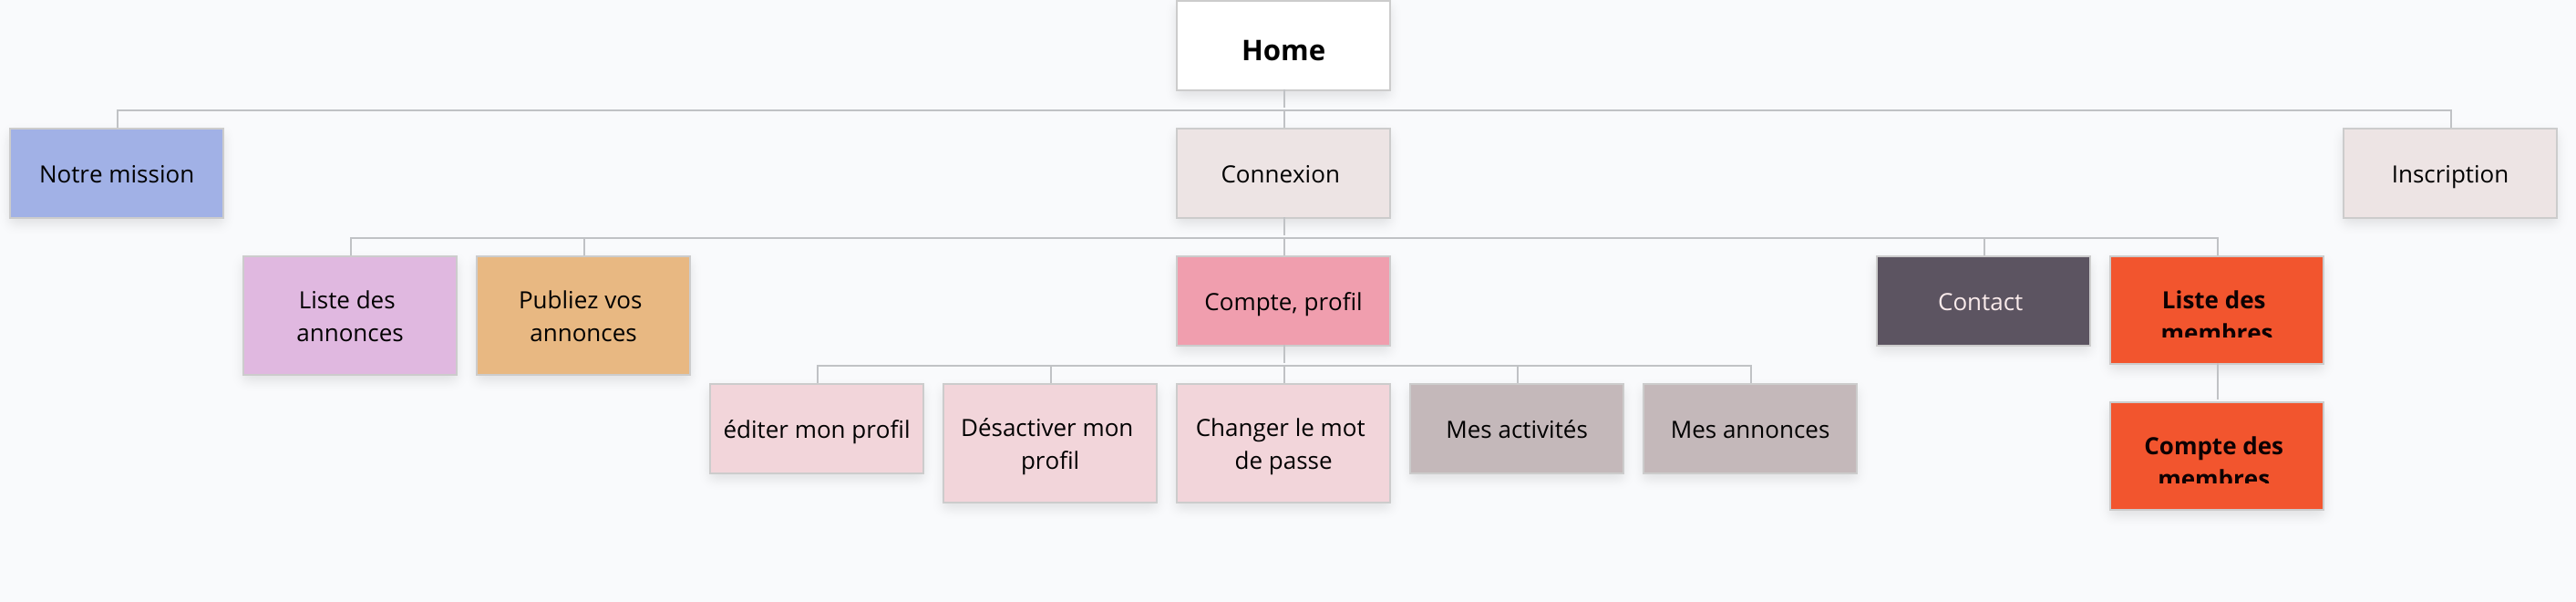 Home
Notre mission
Connexion
Inscription
Liste des
annonces
Publiez vos
annonces
Compte, profil
Contact
Liste des
membres
éditer mon profil
Désactiver mon
profil
Changer le mot
de passe
Mes activités
Mes annonces
Compte des
membres